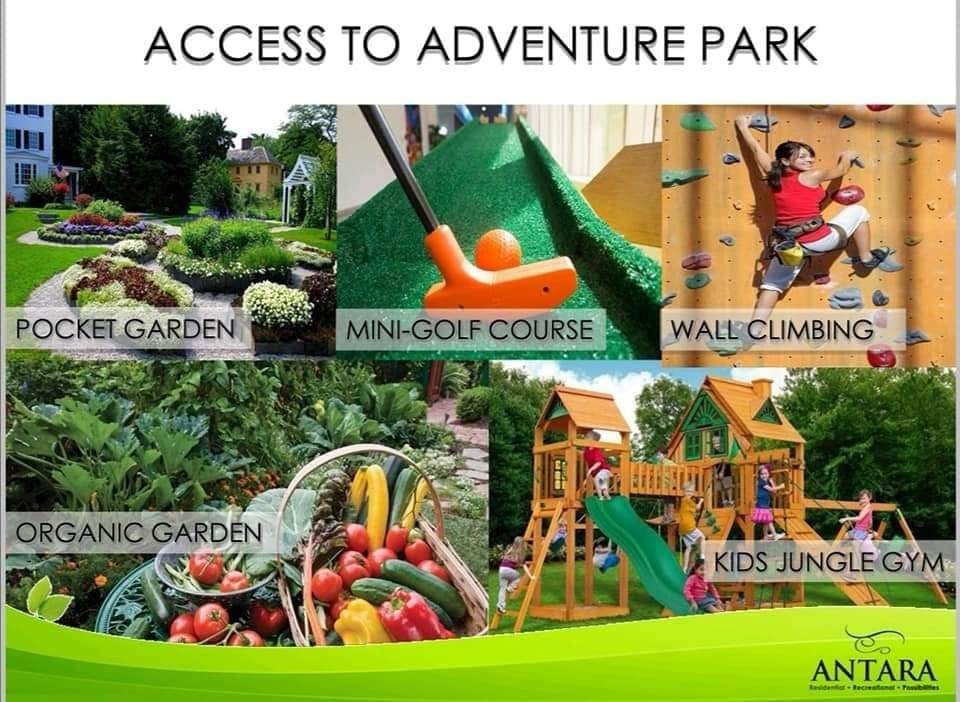 ACCESS TO ADVENTURE PARK
POCKET GARDEN
MINI-GOLF COURSE
WALL CLIMBING
ORGANIC GARDEN
KIDS JUNGLE GYM
ANTARA
Residential • Recreational • Possibilities